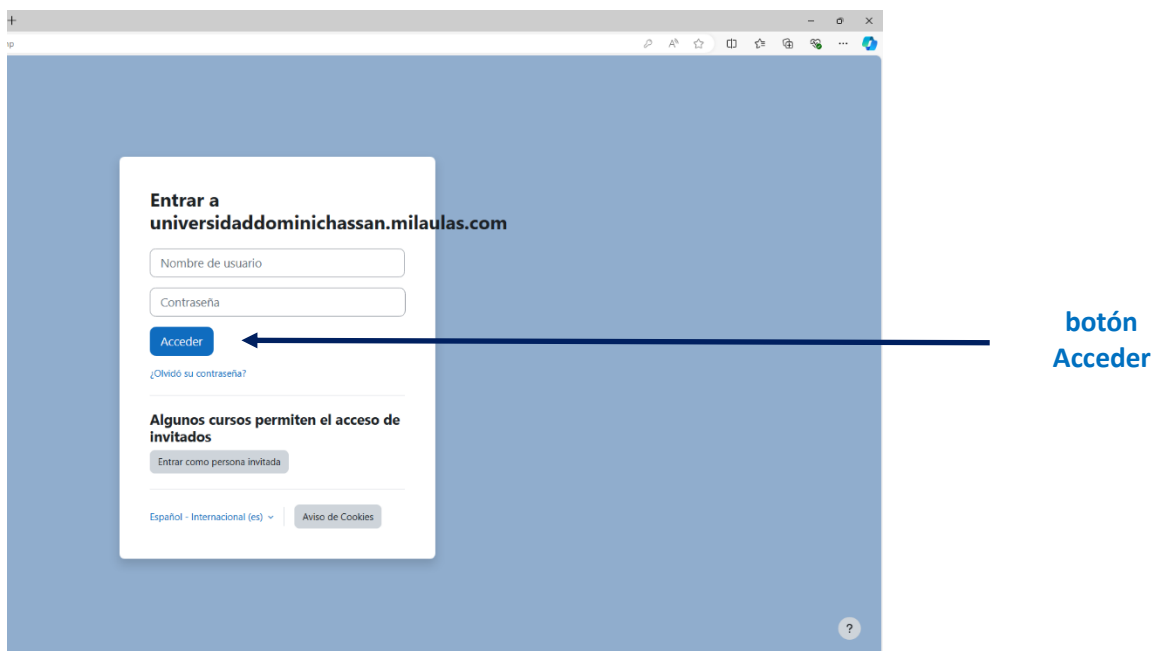 Entrar a
universidaddominichassan.milaulas.com
Nombre de usuario
Contraseña
Acceder
¿Olvidó su contraseña?
Algunos cursos permiten el acceso de
invitados
Entrar como persona invitada
Español - Internacional (es)
Aviso de Cookies
?
botón
Acceder